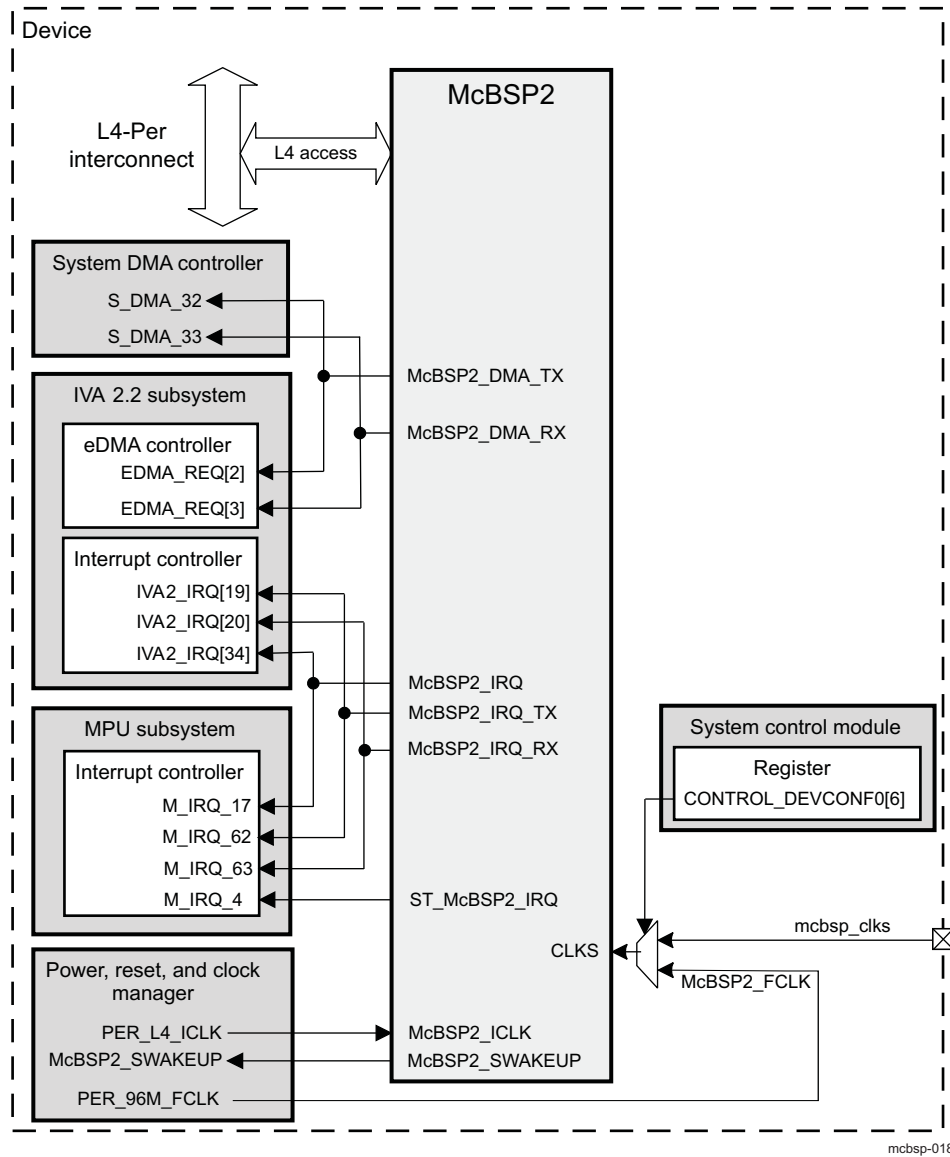 Device
McBSP2
L4-Per
interconnect
L4 access
System DMA controller
S_DMA_32
S_DMA_33
McBSP2_DMA_TX
McBSP2_DMA_RX
IVA 2.2 subsystem
eDMA controller
EDMA_REQ[2]
EDMA_REQ[3]
Interrupt controller
IVA2_IRQ[19]
IVA2_IRQ[20]
IVA2_IRQ[34]
McBSP2_IRQ
McBSP2_IRQ_TX
McBSP2_IRQ_RX
MPU subsystem
Interrupt controller
M_IRQ_17
M_IRQ_62
M_IRQ_63
M_IRQ_4
ST_McBSP2_IRQ
System control module
Register
CONTROL_DEVCONF0[6]
mcbsp_clks
CLKS
McBSP2_FCLK
Power, reset, and clock
manager
PER_L4_ICLK
McBSP2_SWAKEUP
PER_96M_FCLK
McBSP2_ICLK
McBSP2_SWAKEUP
mcbsp-018